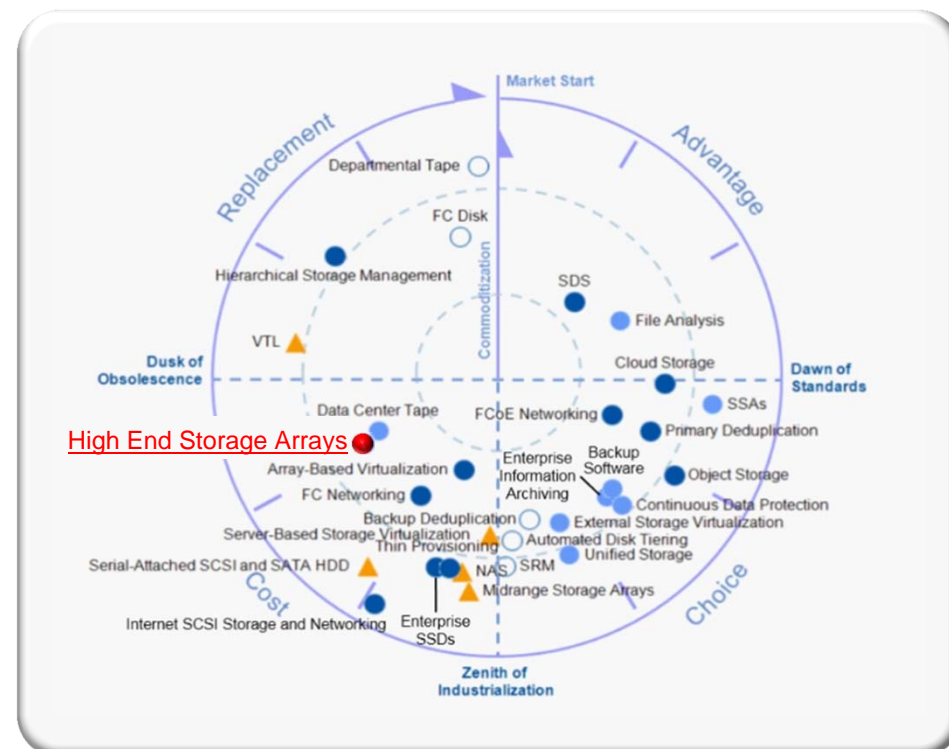 Market Start
Replacement
Advantage
Departmental Tape
FC Disk
Commoditization
Hierarchical Storage Management
SDS
File Analysis
VTL
Cloud Storage
Dusk of
Obsolescence
Dawn of
Standards
SSAs
Data Center Tape
FCoE Networking
Primary Deduplication
High End Storage Arrays
Array-Based Virtualization
Enterprise
Information
Archiving
Backup
Software
Object Storage
FC Networking
Continuous Data Protection
Backup Deduplication
External Storage Virtualization
Server-Based Storage Virtualization
Automated Disk Tiering
Thin Provisioning
Unified Storage
Serial-Attached SCSI and SATA HDD
NAS
SRM
Cost
Midrange Storage Arrays
Choice
Internet SCSI Storage and Networking
Enterprise
SSDs
Zenith of
Industrialization